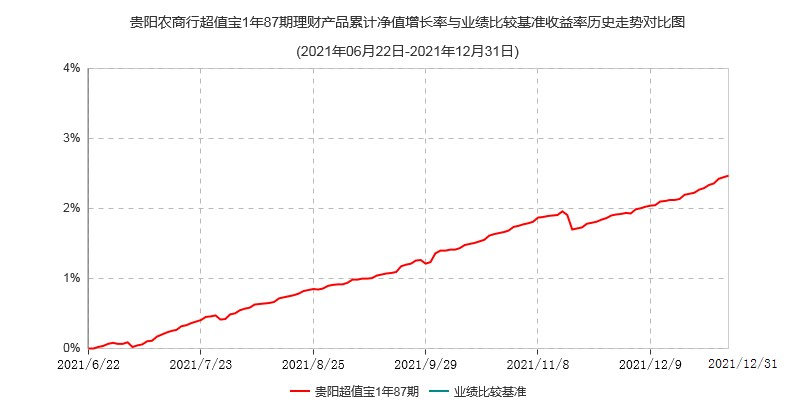 贵阳农商行超值宝1年87期理财产品累计净值增长率与业绩比较基准收益率历史走势对比图
(2021年06月22日-2021年12月31日)
4%
3%
2%
1%
0%
2021/6/22 2021/7/23 2021/8/25 2021/9/29 2021/11/8 2021/12/9 2021/12/31
贵阳超值宝1年87期 业绩比较基准